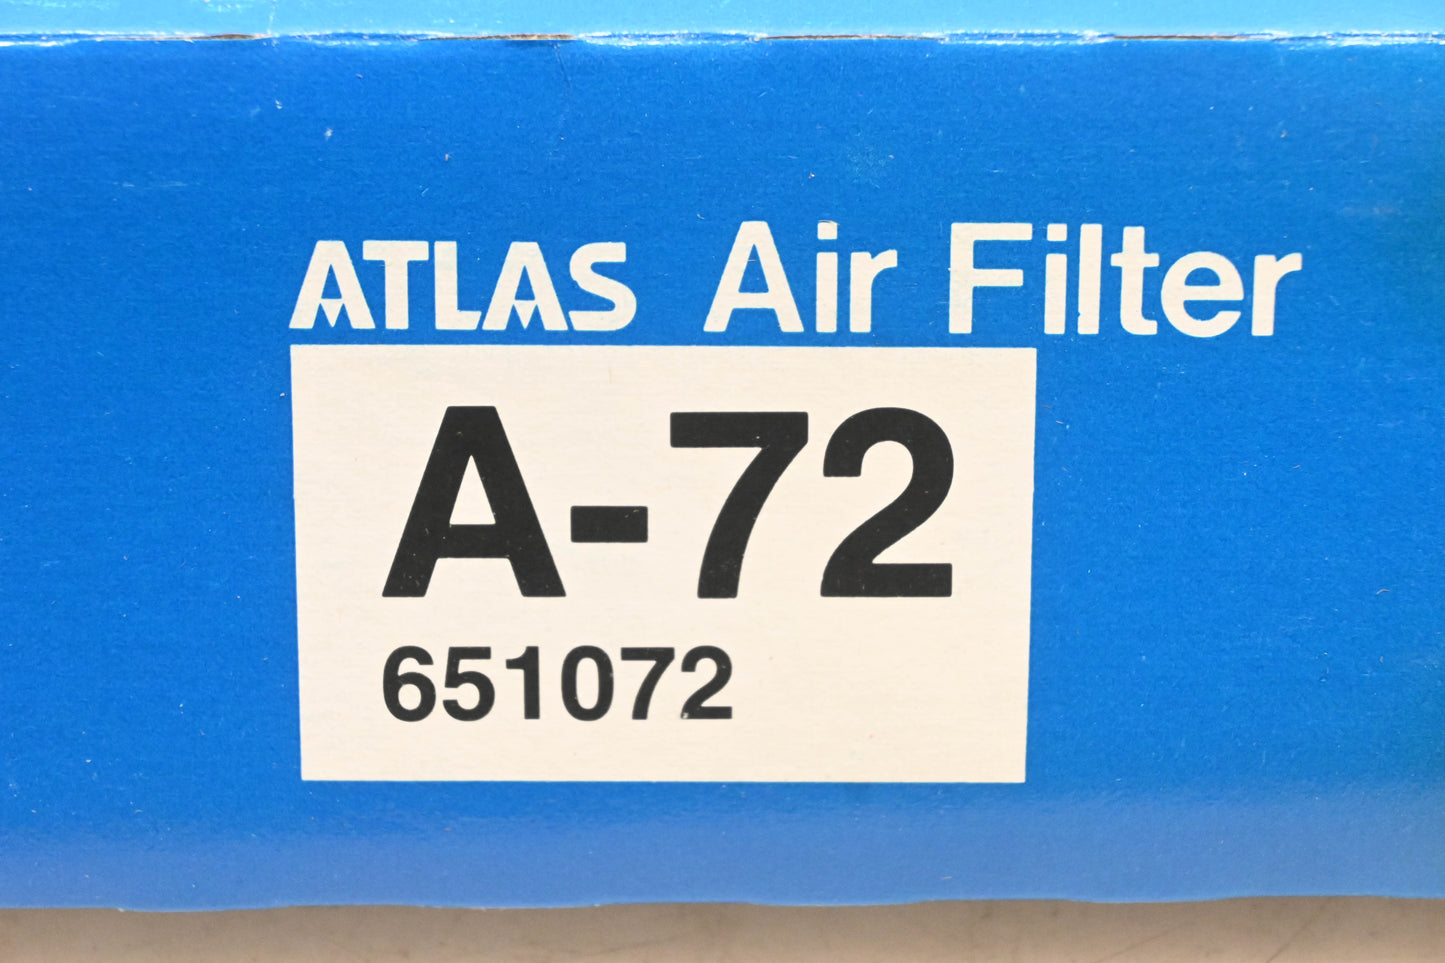 ATLAS Air Filter
A-72
651072